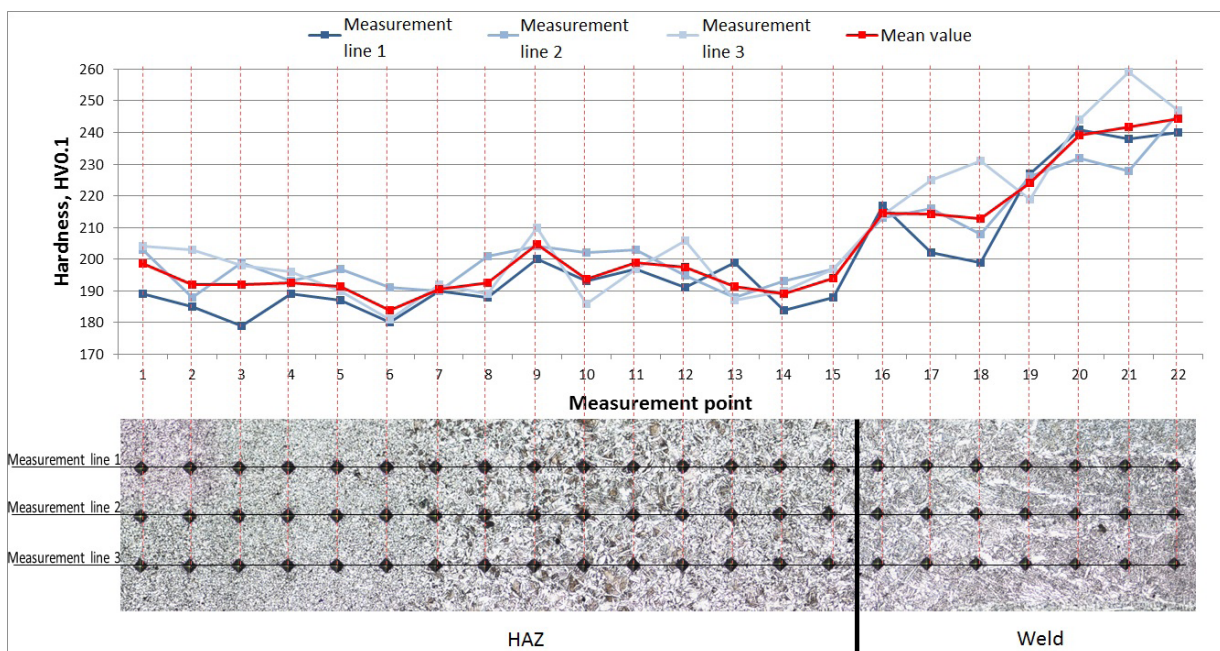 Measurement
line 1
Measurement
line 2
Measurement
line 3
Mean value
Hardness, HV0.1
260
250
240
230
220
210
200
190
180
170
1 2 3 4 5 6 7 8 9 10 11 12 13 14 15 16 17 18 19 20 21 22
Measurement point
Measurement line 1
Measurement line 2
Measurement line 3
HAZ
Weld